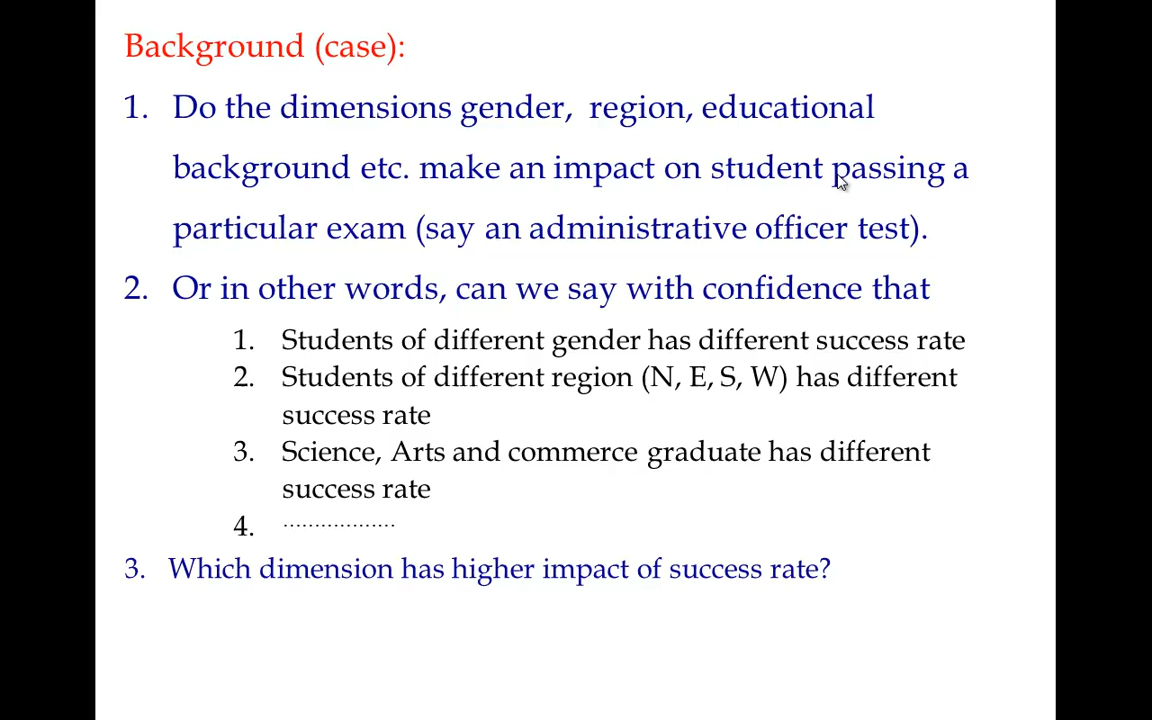 Background (case):
1. Do the dimensions gender, region, educational
background etc. make an impact on student passing a
particular exam (say an administrative officer test).
2. Or in other words, can we say with confidence that
1. Students of different gender has different success rate
2. Students of different region (N, E, S, W) has different
success rate
3. Science, Arts and commerce graduate has different
success rate
4. ..................
3. Which dimension has higher impact of success rate?